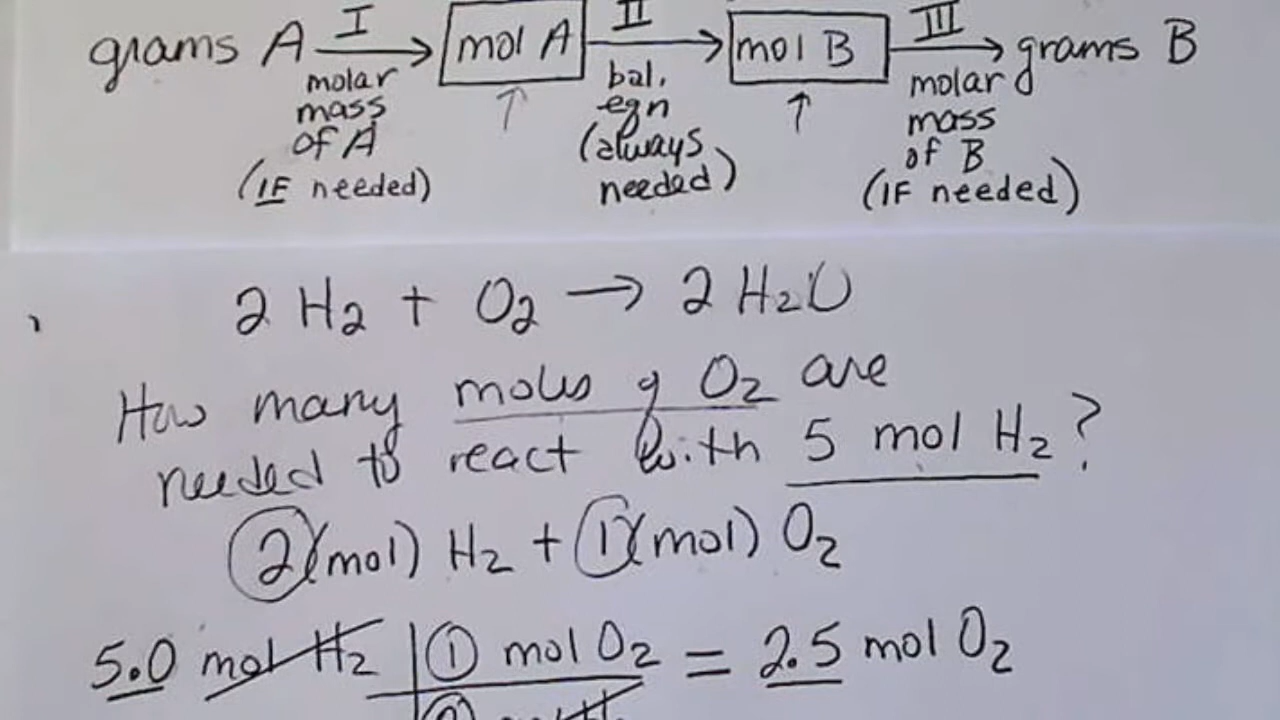 grams A I→ mol A II→ mol B III→ grams B
molar mass of A (IF needed)
bal. eqn (always needed)
molar mass of B (IF needed)
2 H2 + O2 → 2 H2O
How many moles of O2 are
needed to react with 5 mol H2?
2(mol) H2 + 1(mol) O2
5.0 mol H2 | 1 mol O2 = 2.5 mol O2